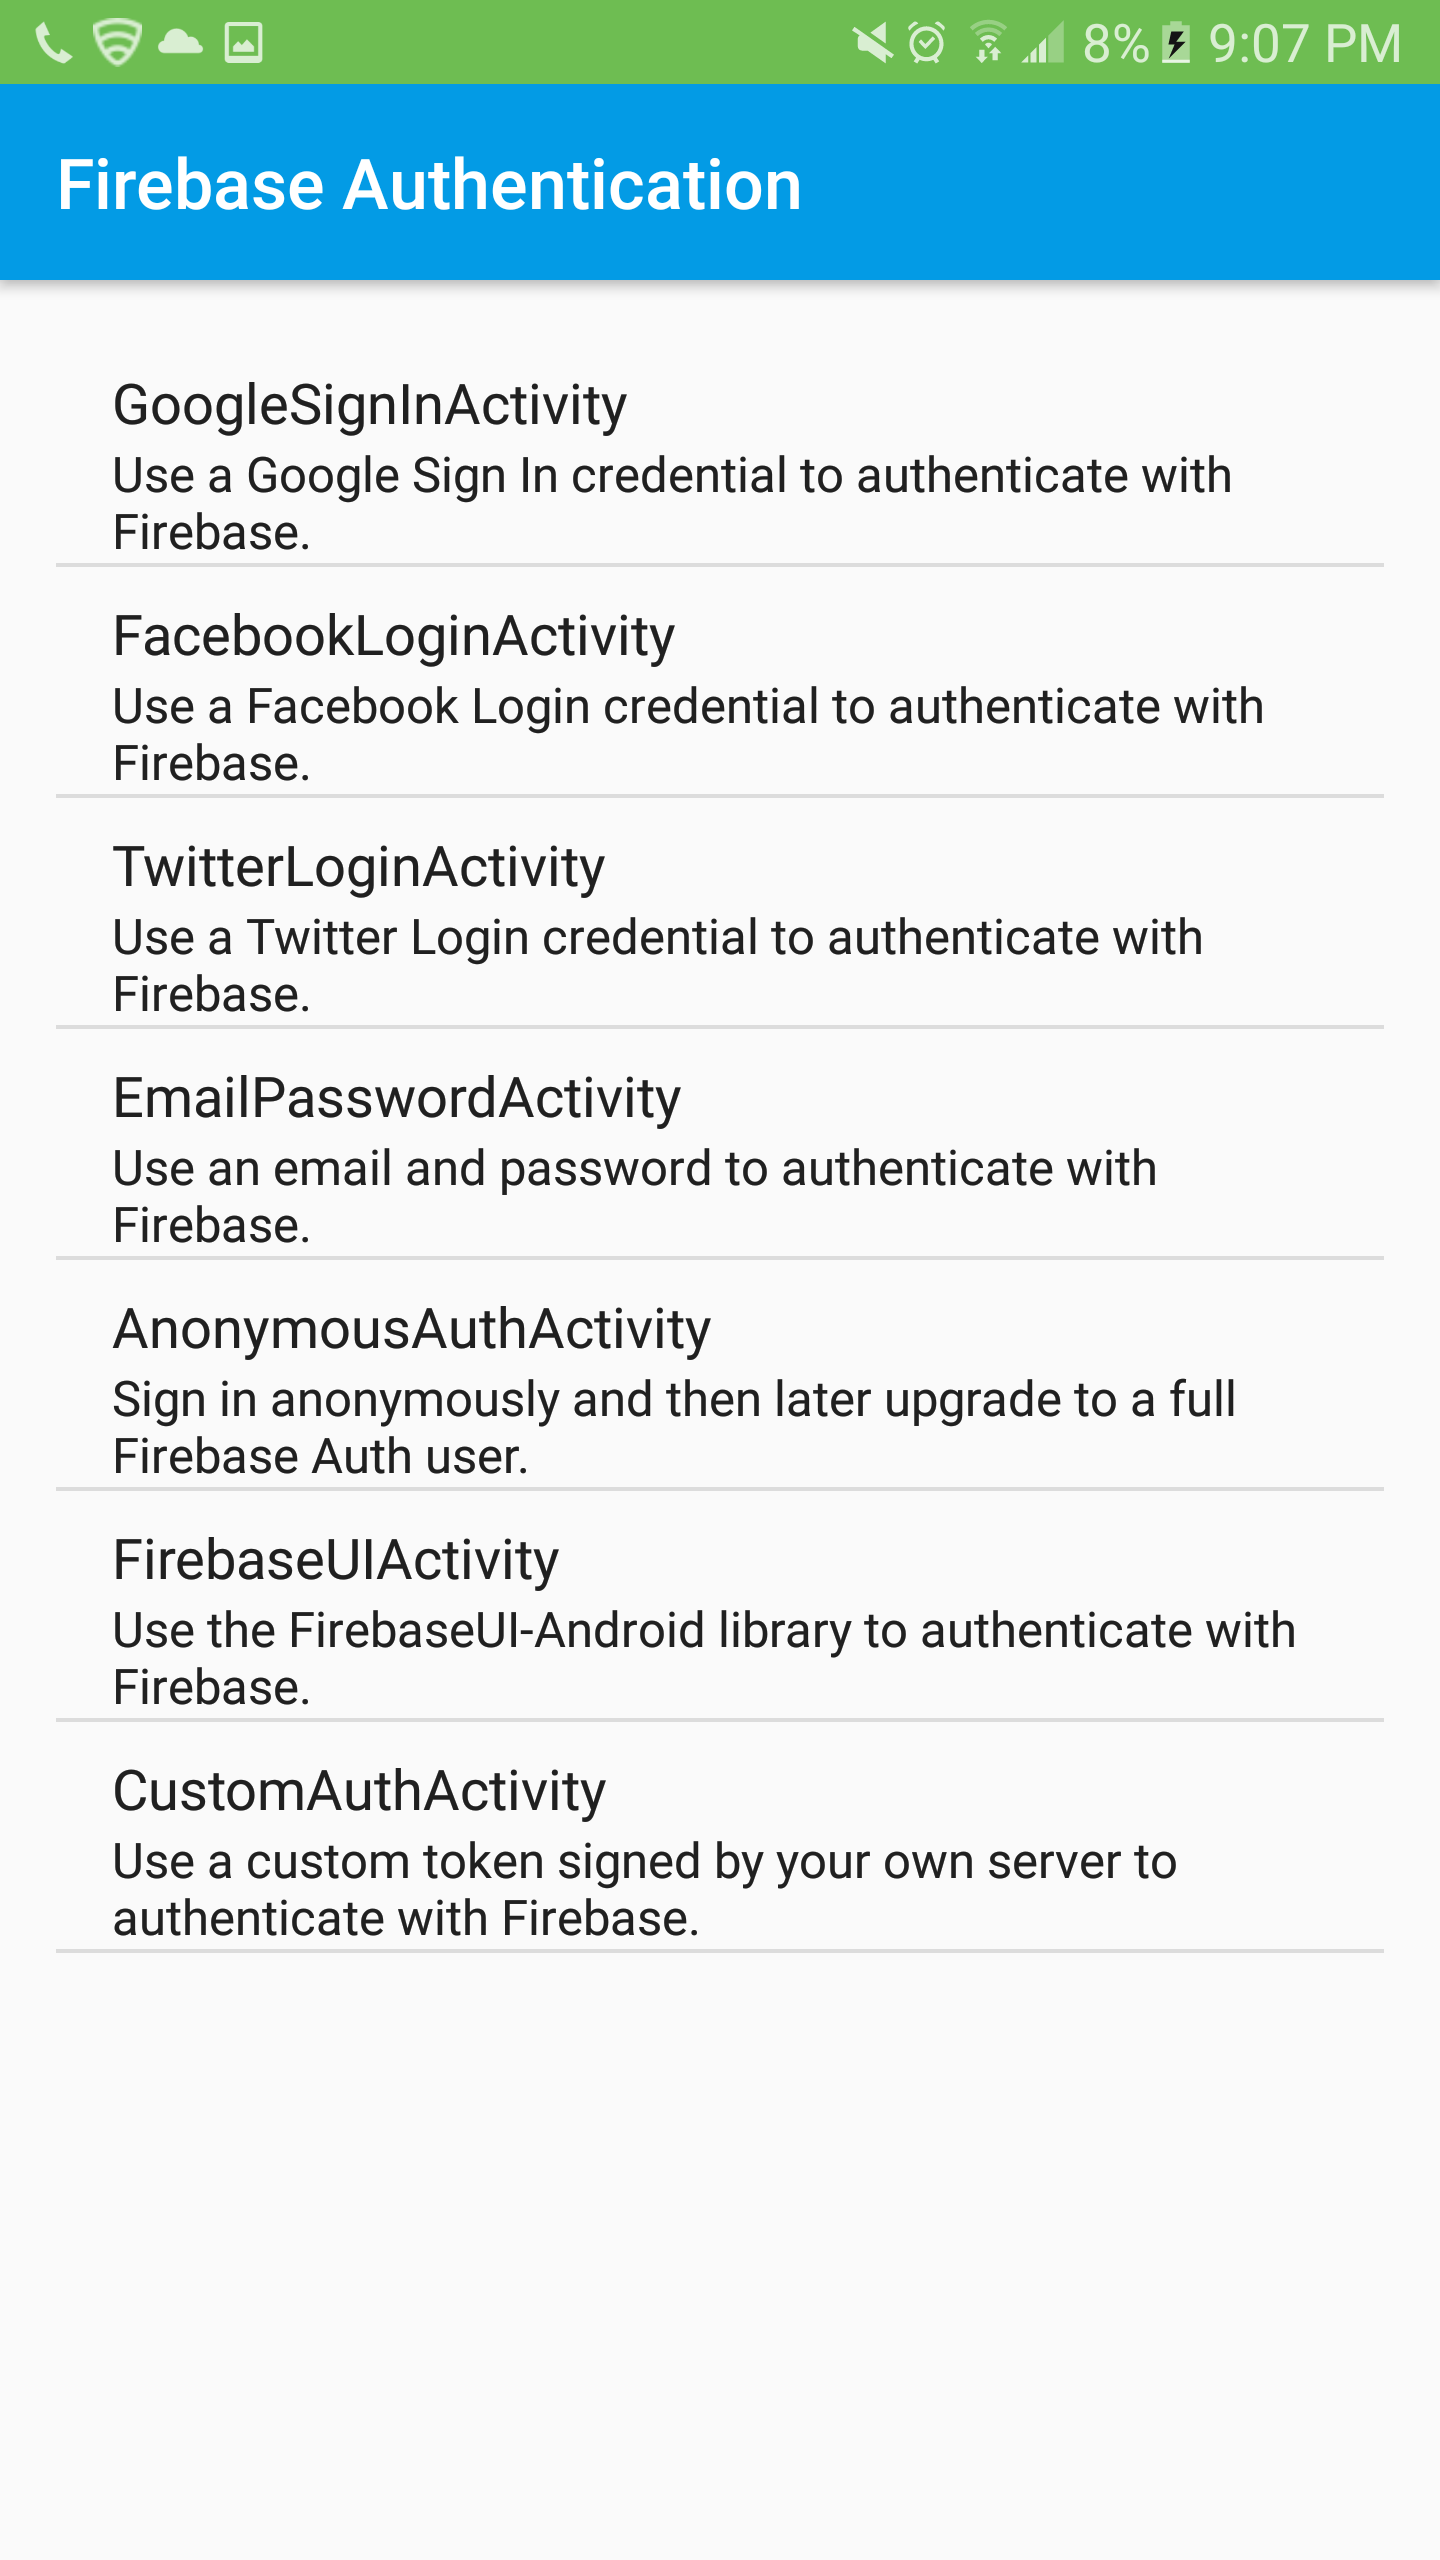 8% 9:07 PM
Firebase Authentication
GoogleSignInActivity
Use a Google Sign In credential to authenticate with
Firebase.
FacebookLoginActivity
Use a Facebook Login credential to authenticate with
Firebase.
TwitterLoginActivity
Use a Twitter Login credential to authenticate with
Firebase.
EmailPasswordActivity
Use an email and password to authenticate with
Firebase.
AnonymousAuthActivity
Sign in anonymously and then later upgrade to a full
Firebase Auth user.
FirebaseUIActivity
Use the FirebaseUI-Android library to authenticate with
Firebase.
CustomAuthActivity
Use a custom token signed by your own server to
authenticate with Firebase.